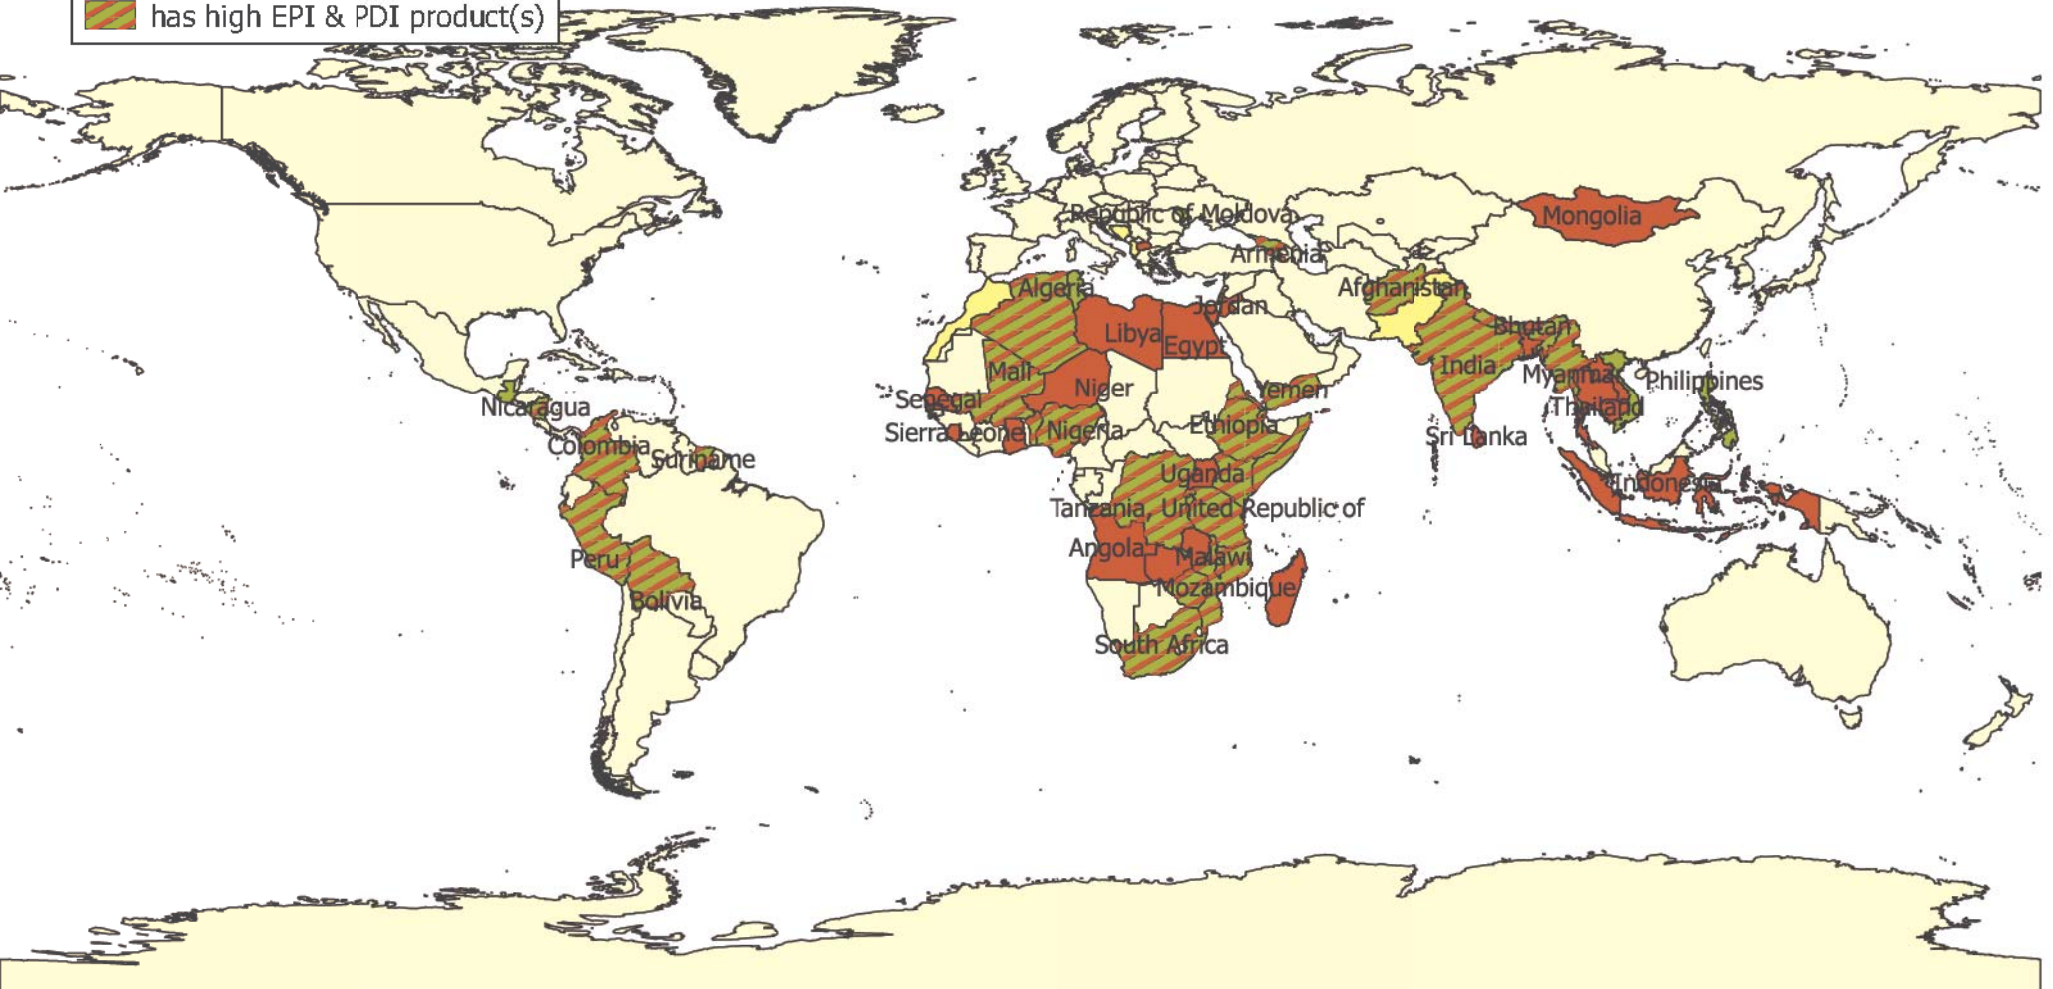 has high EPI & PDI product(s)
Republic of Moldova
Mongolia
Armenia
Algeria
Afghanistan
Jordan
Libya
Egypt
Bhutan
India
Mali
Niger
Yemen
Myanmar
Philippines
Senegal
Nicaragua
Thailand
Sierra Leone
Nigeria
Ethiopia
Sri Lanka
Colombia
Suriname
Uganda
Indonesia
Tanzania, United Republic of
Angola
Malawi
Peru
Mozambique
Bolivia
South Africa